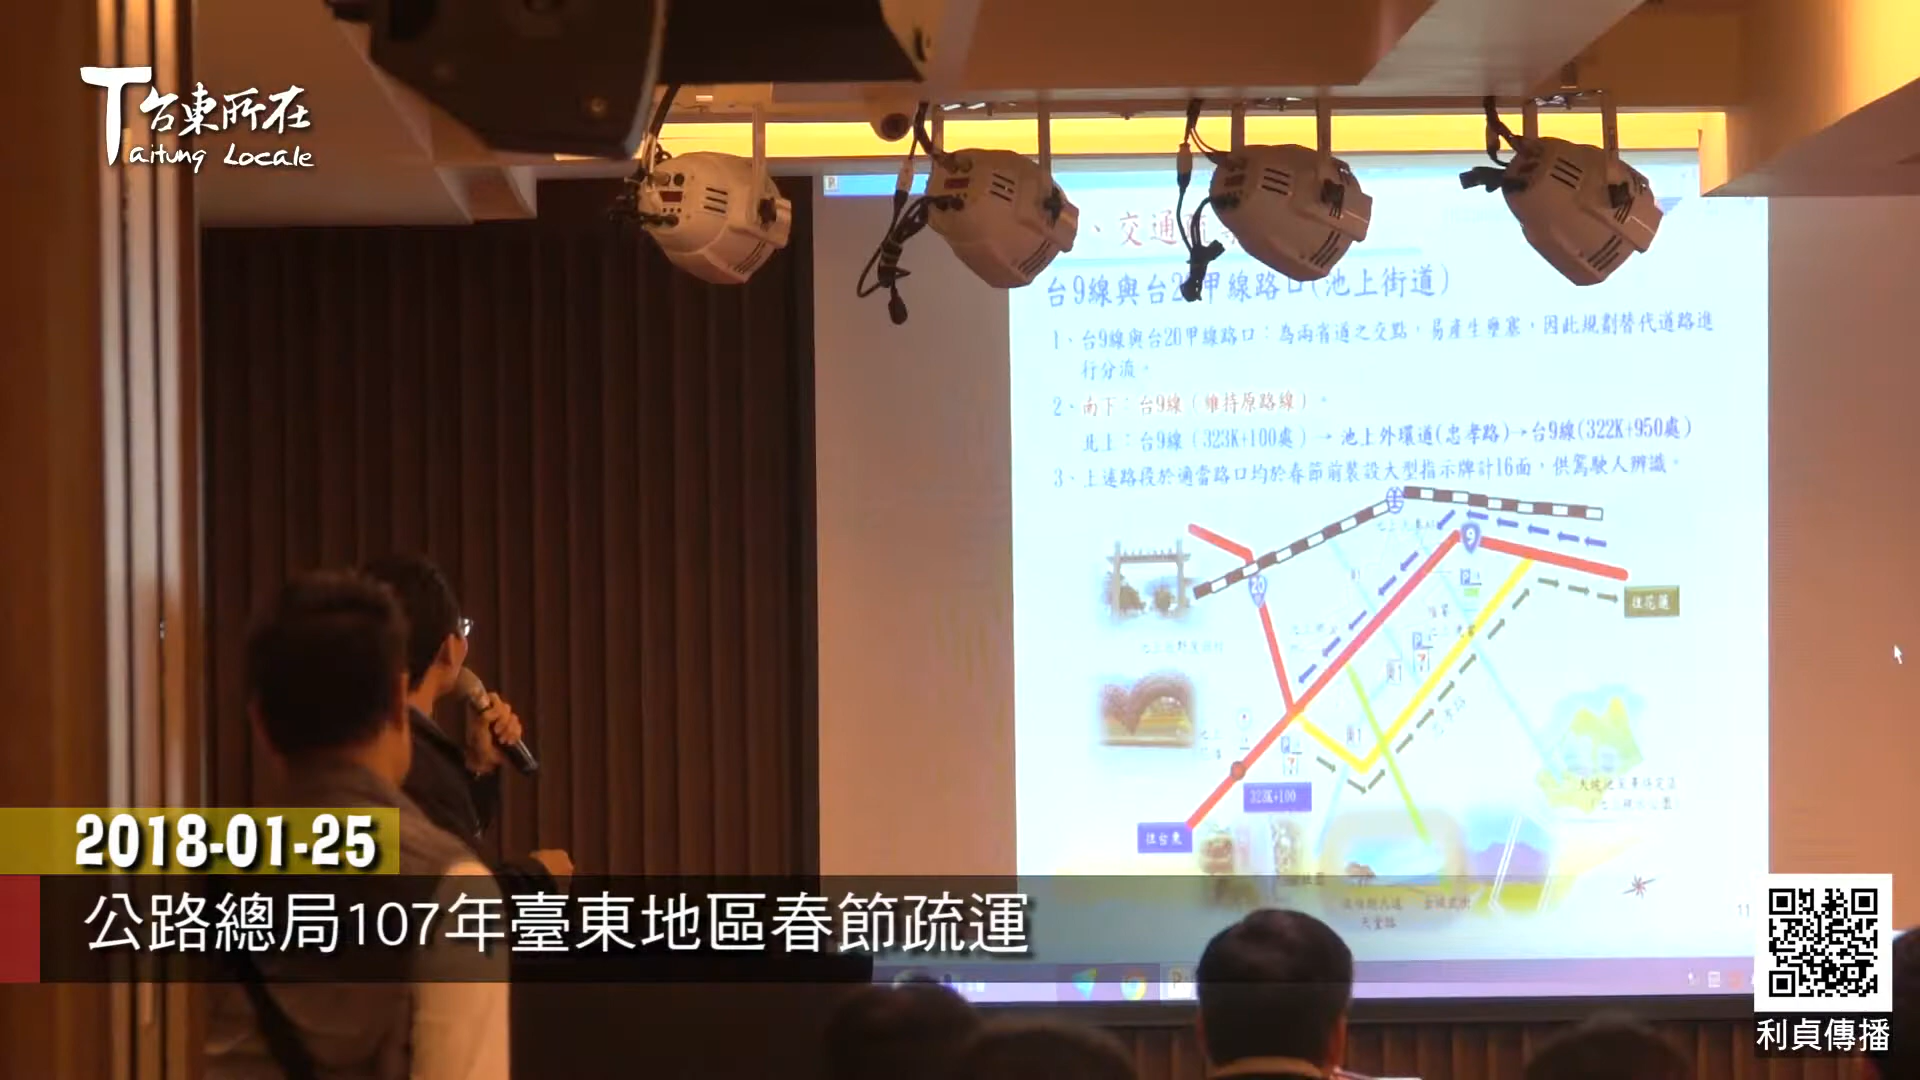 台東所在
Taitung Locale
、交通疏
台9線與台20甲線路口(池上街道)
1、台9線與台20甲線路口：為兩省道之交點，易產生壅塞，因此規劃替代道路進
行分流。
2、南下：台9線（維持原路線）。
北上：台9線（323K+100處）→池上外環道(忠孝路)→台9線(322K+950處)
3、上述路段於適當路口均於春節前裝設大型指示牌計16面，供駕駛人辨識。
9
20
往花蓮
323K+100
往台東
11
2018-01-25
公路總局107年臺東地區春節疏運
利貞傳播